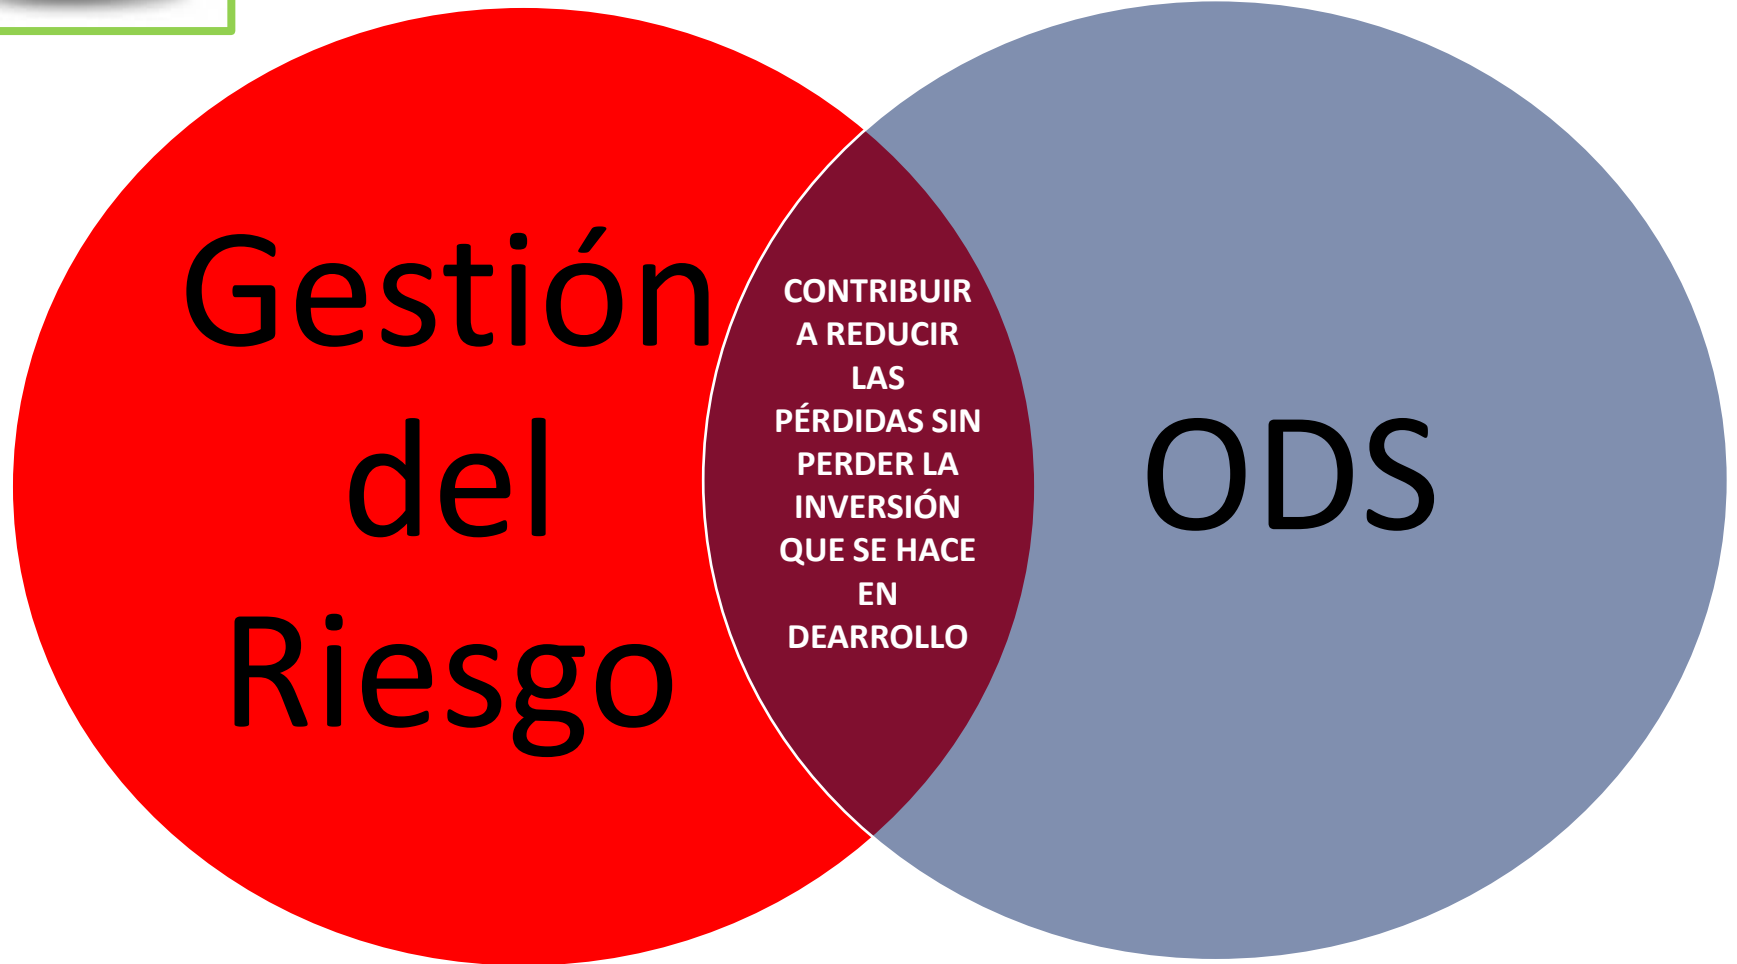 Gestión
del
Riesgo
CONTRIBUIR
A REDUCIR
LAS
PÉRDIDAS SIN
PERDER LA
INVERSIÓN
QUE SE HACE
EN
DEARROLLO
ODS